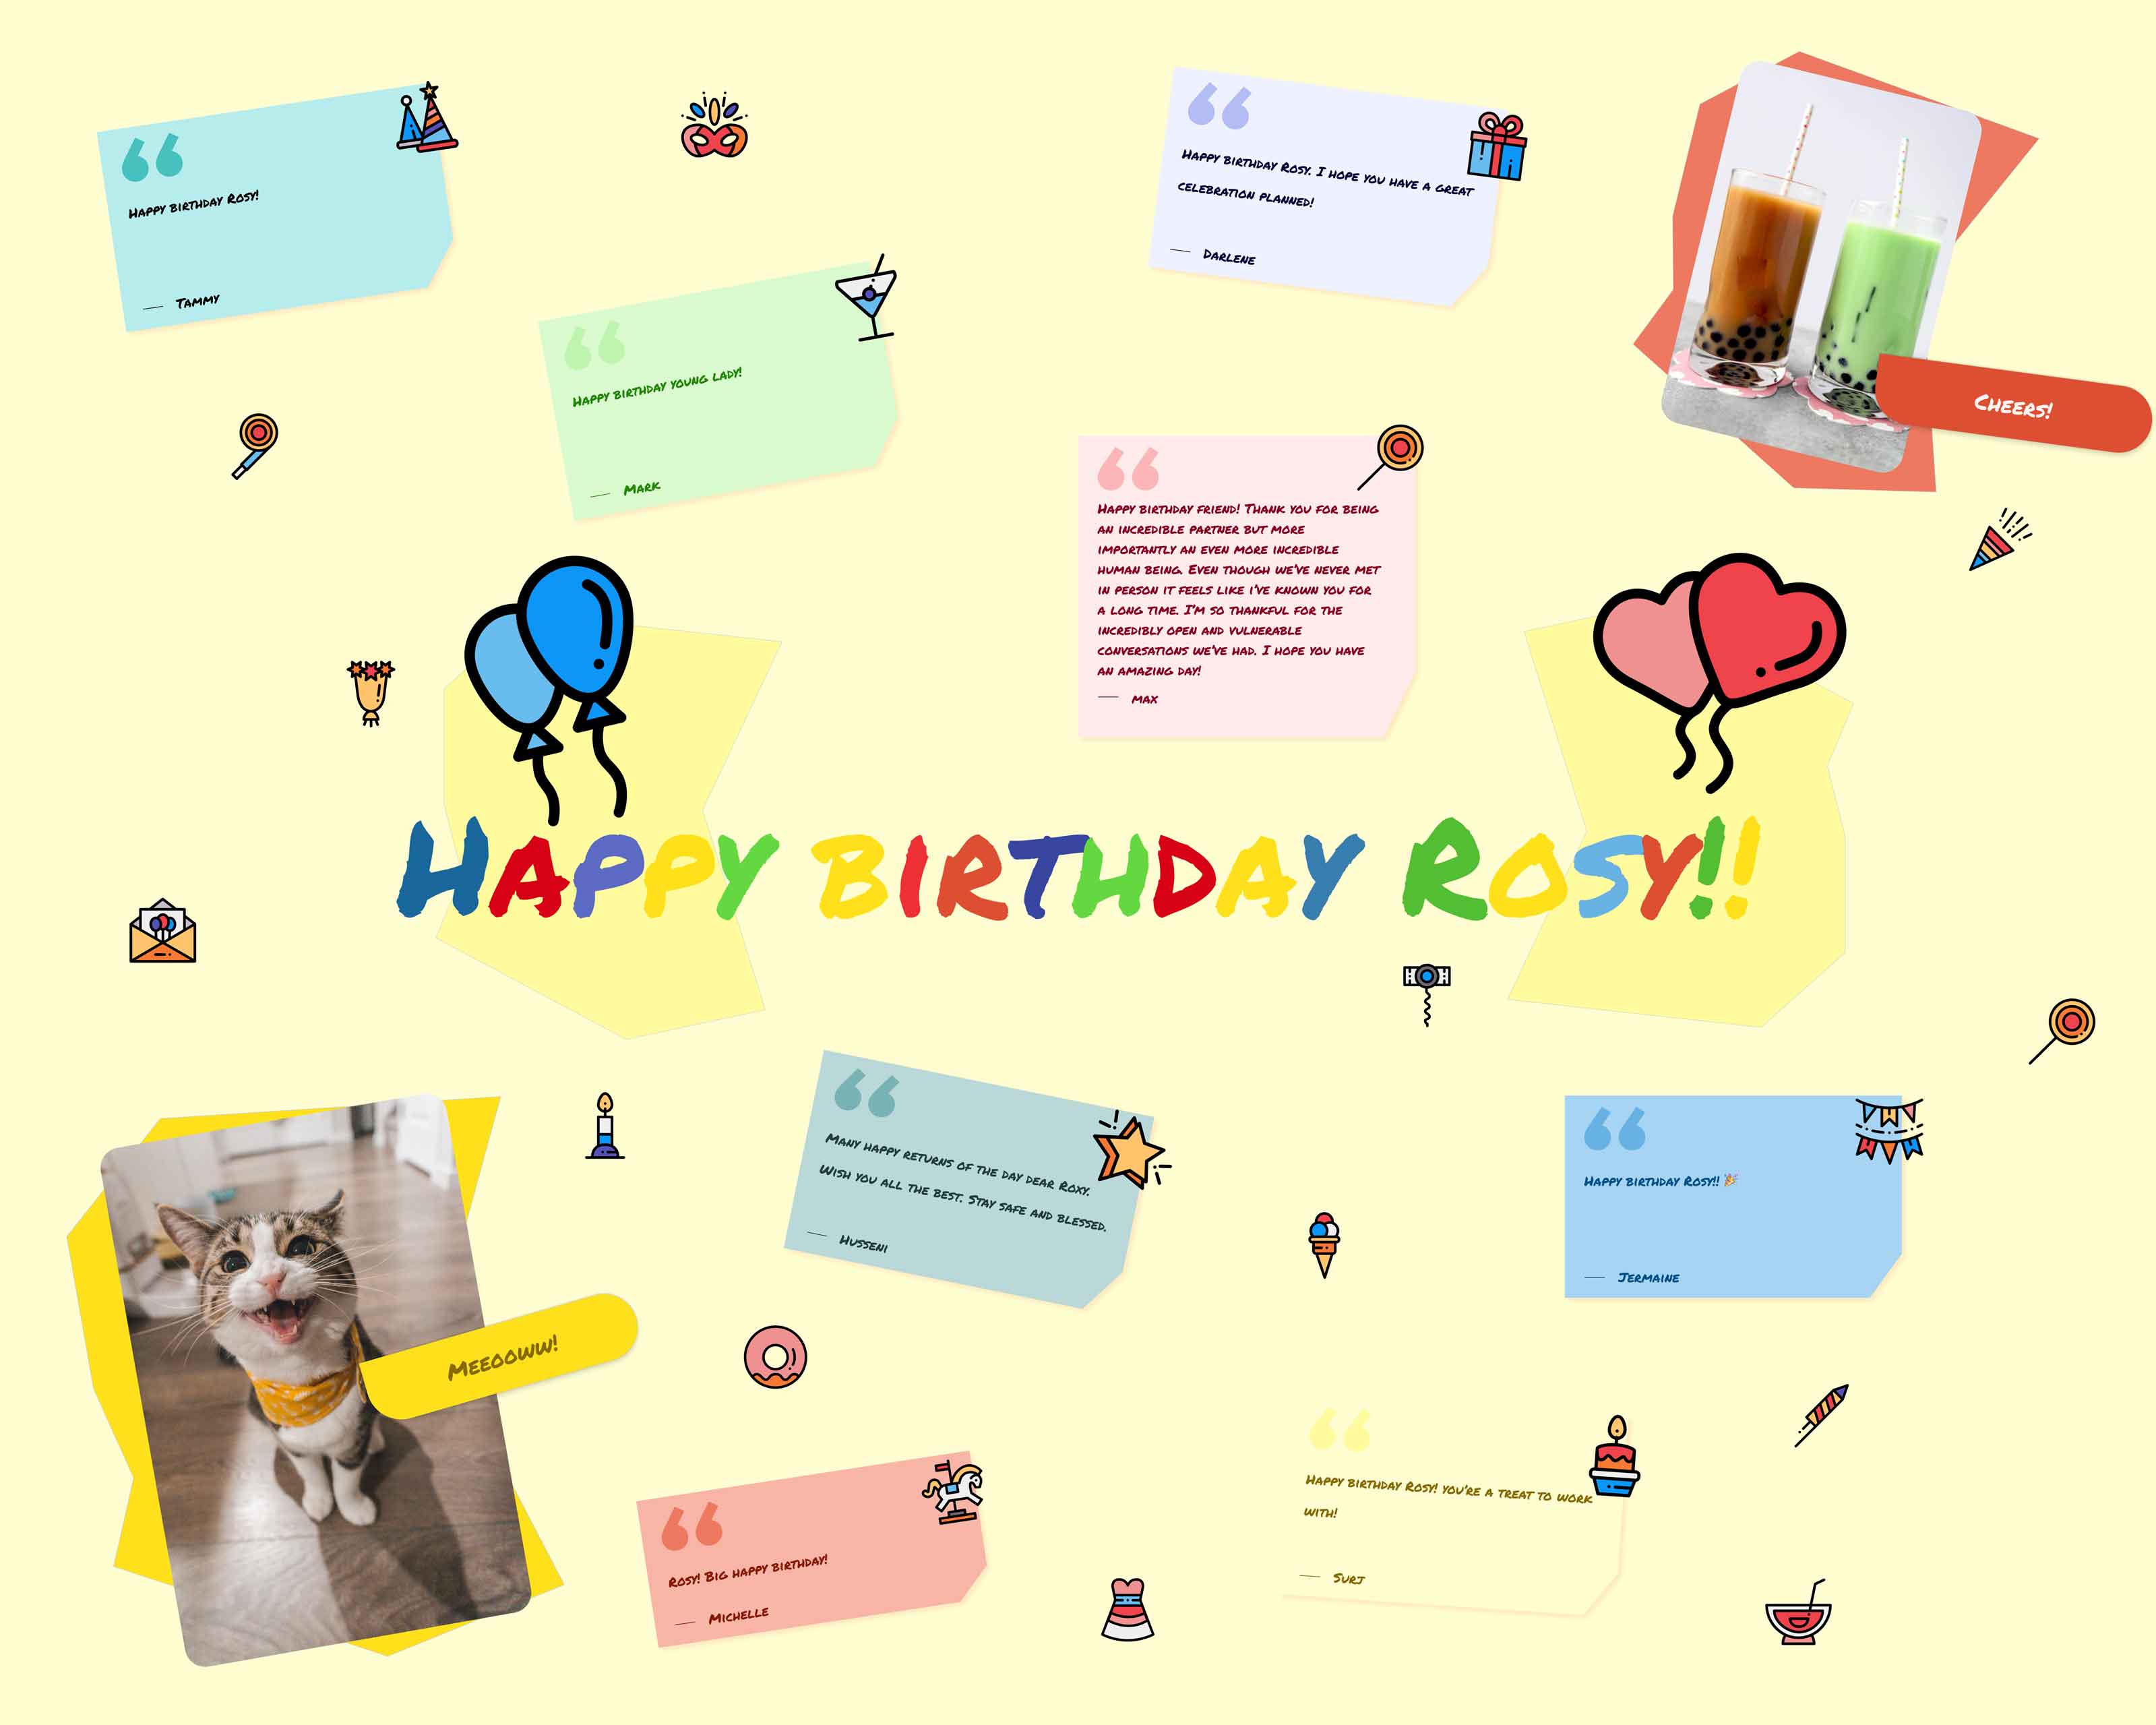 Happy birthday Rosy!
— Tammy
Happy birthday young lady!
— Mark
Happy birthday Rosy. I hope you have a great
celebration planned!
— Darlene
Cheers!
Happy birthday friend! Thank you for being
an incredible partner but more
importantly an even more incredible
human being. Even though we've never met
in person it feels like i've known you for
a long time. I'm so thankful for the
incredibly open and vulnerable
conversations we've had. I hope you have
an amazing day!
— max
Happy birthday Rosy!!
Many happy returns of the day dear Roxy.
Wish you all the best. Stay safe and blessed.
— Husseni
Happy birthday Rosy!! 🎉
— Jermaine
Meeooww!
Rosy! Big happy birthday!
— Michelle
Happy birthday Rosy! you're a treat to work
with!
— Surj